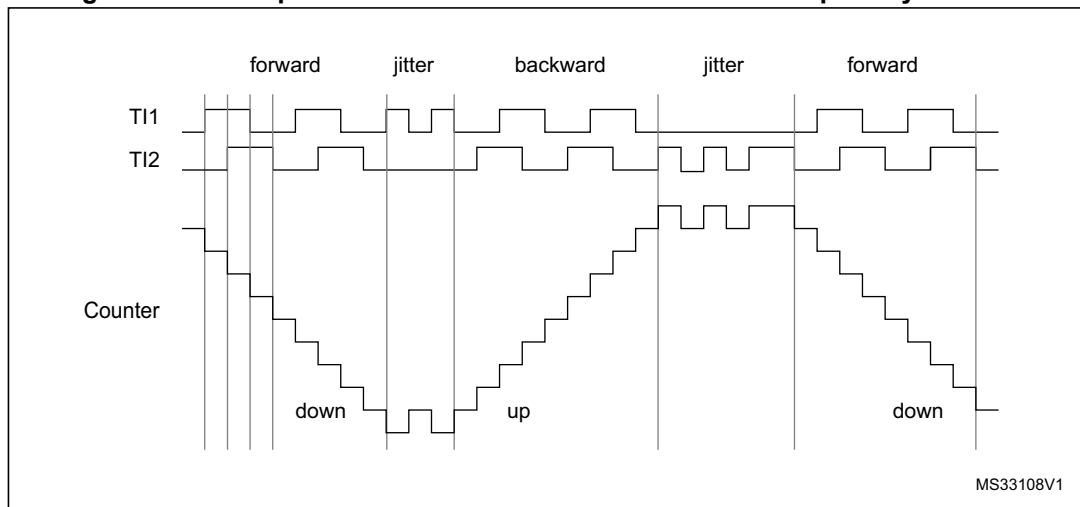 forward jitter backward jitter forward
TI1
TI2
Counter
down up down
MS33108V1